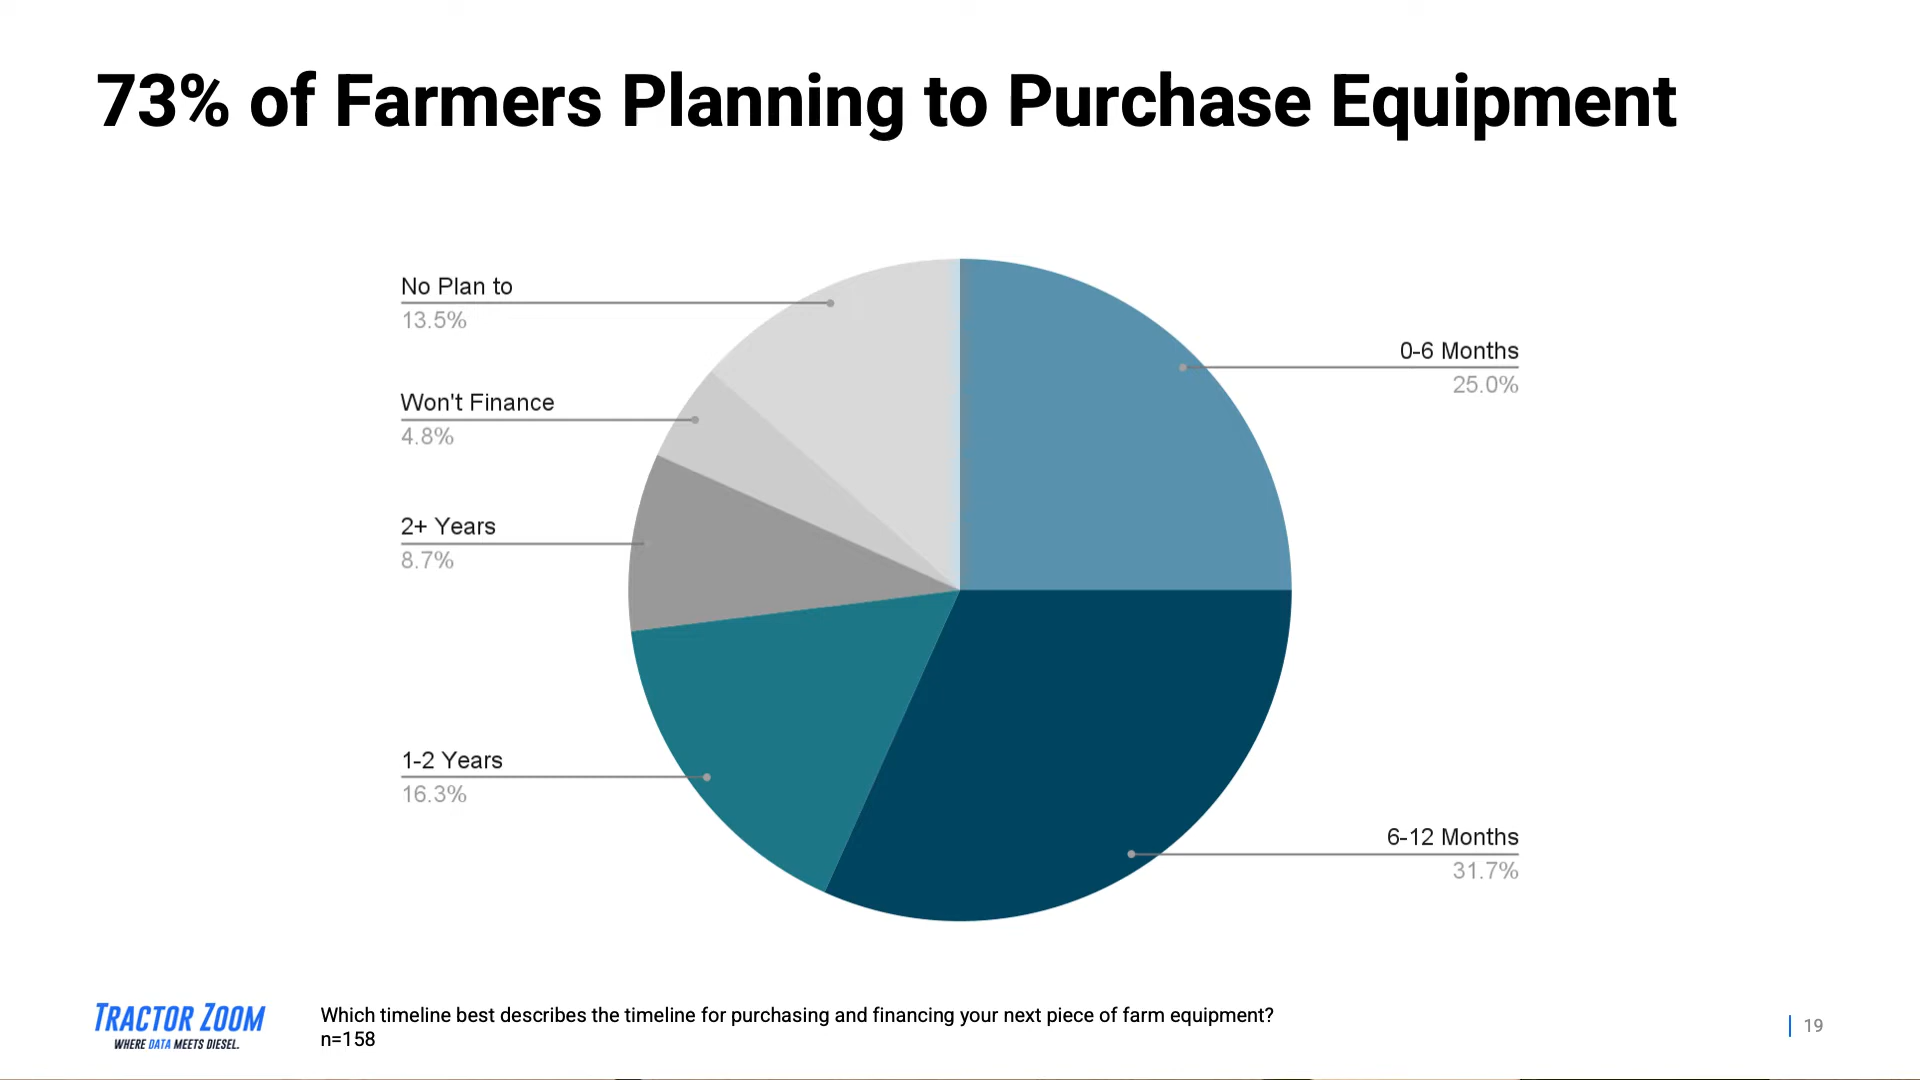 73% of Farmers Planning to Purchase Equipment
No Plan to
13.5%
Won't Finance
4.8%
2+ Years
8.7%
1-2 Years
16.3%
0-6 Months
25.0%
6-12 Months
31.7%
TRACTOR ZOOM
WHERE DATA MEETS DIESEL.
Which timeline best describes the timeline for purchasing and financing your next piece of farm equipment?
n=158
19